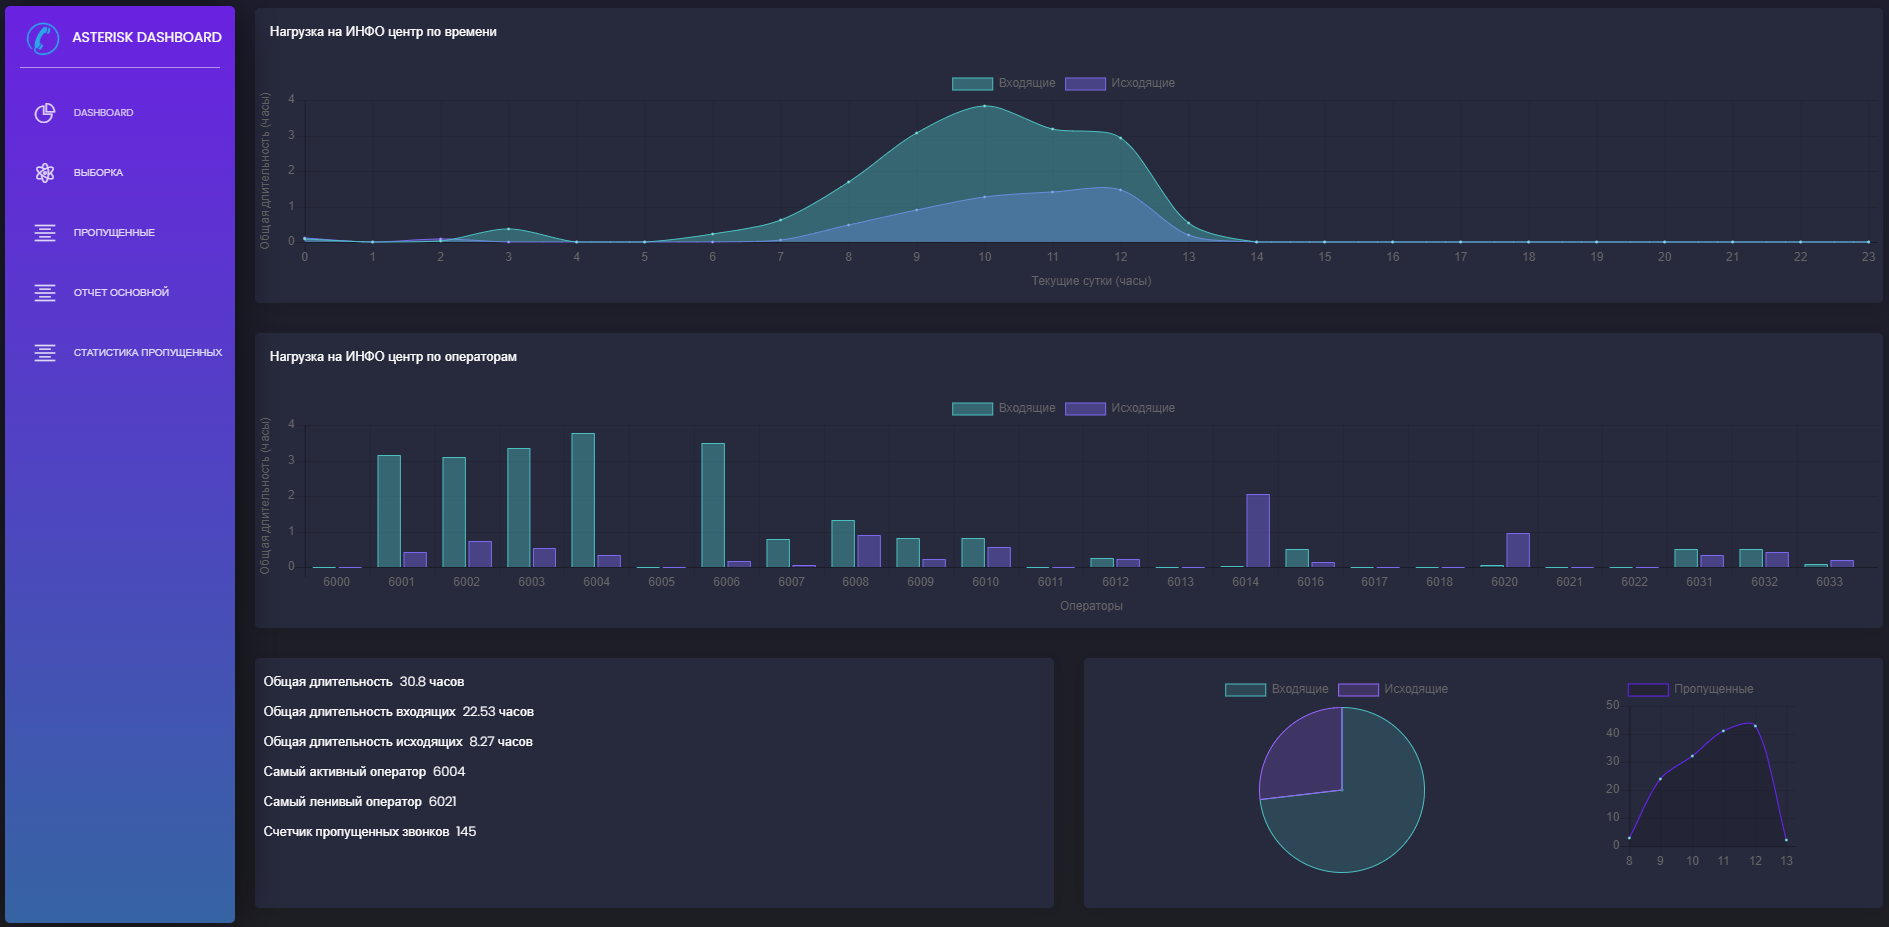 ASTERISK DASHBOARD
DASHBOARD
ВЫБОРКА
ПРОПУЩЕННЫЕ
ОТЧЕТ ОСНОВНОЙ
СТАТИСТИКА ПРОПУЩЕННЫХ
Нагрузка на ИНФО центр по времени
Входящие Исходящие
Общая длительность (часы)
4
3
2
1
0
0 1 2 3 4 5 6 7 8 9 10 11 12 13 14 15 16 17 18 19 20 21 22 23
Текущие сутки (часы)
Нагрузка на ИНФО центр по операторам
Входящие Исходящие
Общая длительность (часы)
4
3
2
1
0
6000 6001 6002 6003 6004 6005 6006 6007 6008 6009 6010 6011 6012 6013 6014 6016 6017 6018 6020 6021 6022 6031 6032 6033
Операторы
Общая длительность 30.8 часов
Общая длительность входящих 22.53 часов
Общая длительность исходящих 8.27 часов
Самый активный оператор 6004
Самый ленивый оператор 6021
Счетчик пропущенных звонков 145
Входящие Исходящие
Пропущенные
50
40
30
20
10
0
8 9 10 11 12 13